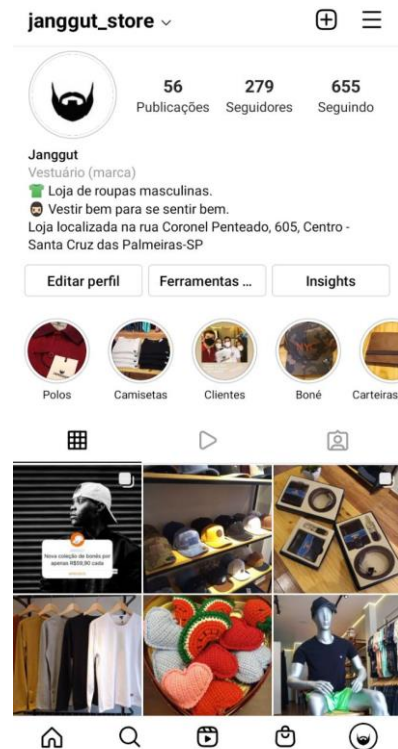 janggut_store
56 279 655
Publicações Seguidores Seguindo
Janggut
Vestuário (marca)
Loja de roupas masculinas.
Vestir bem para se sentir bem.
Loja localizada na rua Coronel Penteado, 605, Centro -
Santa Cruz das Palmeiras-SP
Editar perfil Ferramentas ... Insights
Polos Camisetas Clientes Boné Carteiras
Nova coleção de bonés por
apenas R$59,90 cada